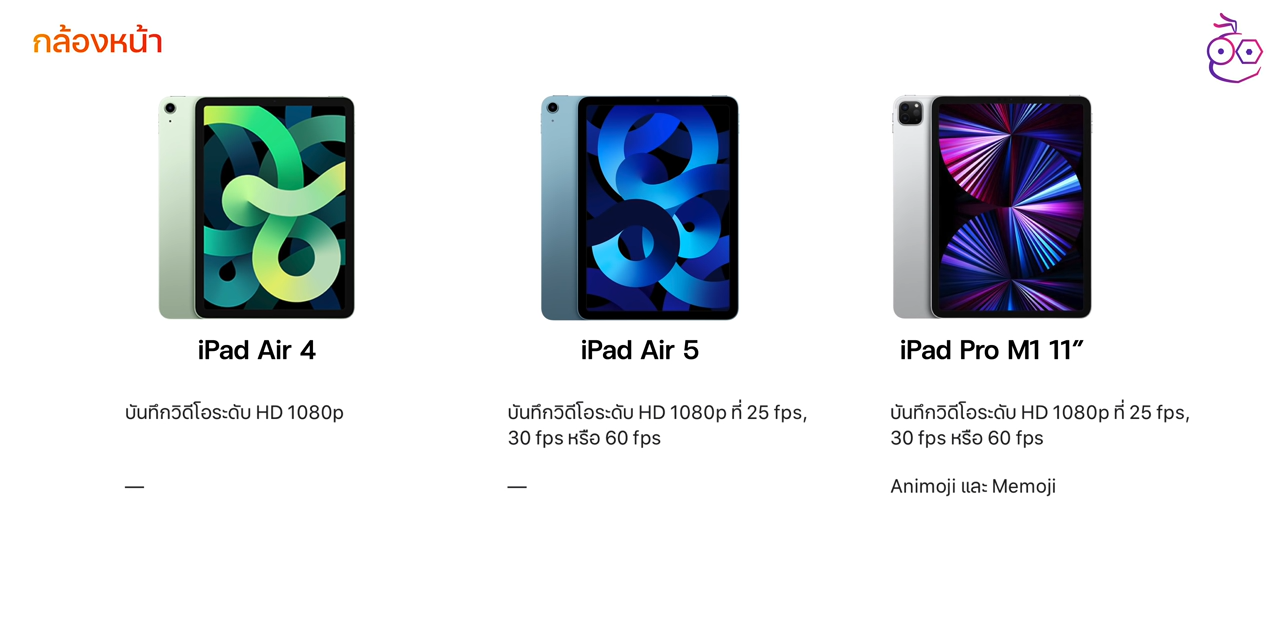 กล้องหน้า
iPad Air 4
iPad Air 5
iPad Pro M1 11″
บันทึกวิดีโอระดับ HD 1080p
บันทึกวิดีโอระดับ HD 1080p ที่ 25 fps,
30 fps หรือ 60 fps
บันทึกวิดีโอระดับ HD 1080p ที่ 25 fps,
30 fps หรือ 60 fps
—
—
Animoji และ Memoji